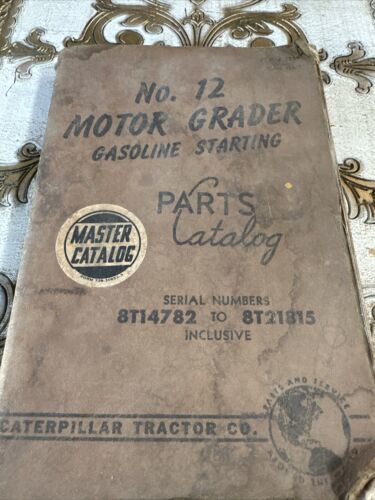 No. 12
MOTOR GRADER
GASOLINE STARTING
PARTS
Catalog
MASTER
CATALOG
SERIAL NUMBERS
8T14782 TO 8T21815
INCLUSIVE
CATERPILLAR TRACTOR CO.
PARTS AND SERVICE